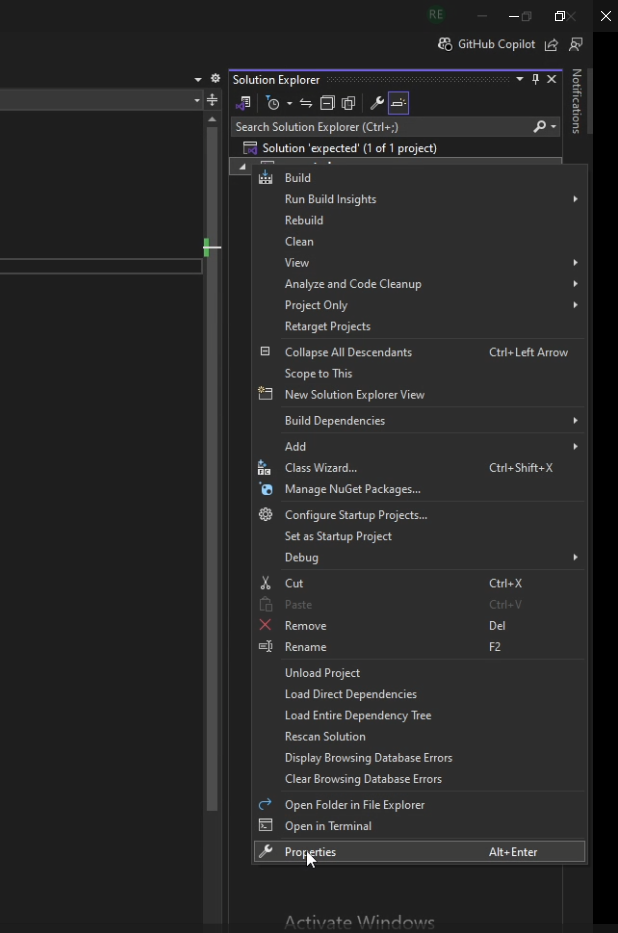 RE
GitHub Copilot
Solution Explorer
Notifications
Search Solution Explorer (Ctrl+;)
Solution 'expected' (1 of 1 project)
Build
Run Build Insights
Rebuild
Clean
View
Analyze and Code Cleanup
Project Only
Retarget Projects
Collapse All Descendants Ctrl+Left Arrow
Scope to This
New Solution Explorer View
Build Dependencies
Add
Class Wizard... Ctrl+Shift+X
Manage NuGet Packages...
Configure Startup Projects...
Set as Startup Project
Debug
Cut Ctrl+X
Paste Ctrl+V
Remove Del
Rename F2
Unload Project
Load Direct Dependencies
Load Entire Dependency Tree
Rescan Solution
Display Browsing Database Errors
Clear Browsing Database Errors
Open Folder in File Explorer
Open in Terminal
Properties Alt+Enter
Activate Windows